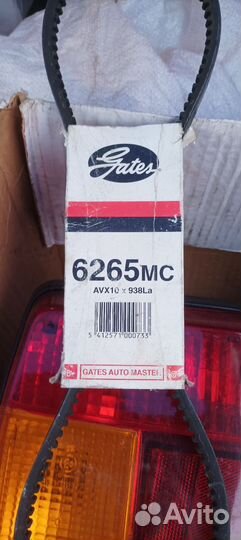 Gates
6265MC
AVX10 x 938La
5 412571 000733
GATES AUTO MASTER
Avito